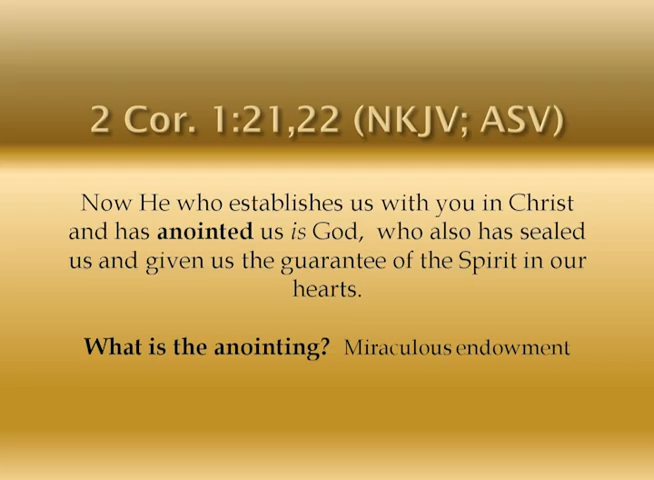 2 Cor. 1:21,22 (NKJV; ASV)
Now He who establishes us with you in Christ
and has anointed us is God, who also has sealed
us and given us the guarantee of the Spirit in our
hearts.
What is the anointing? Miraculous endowment